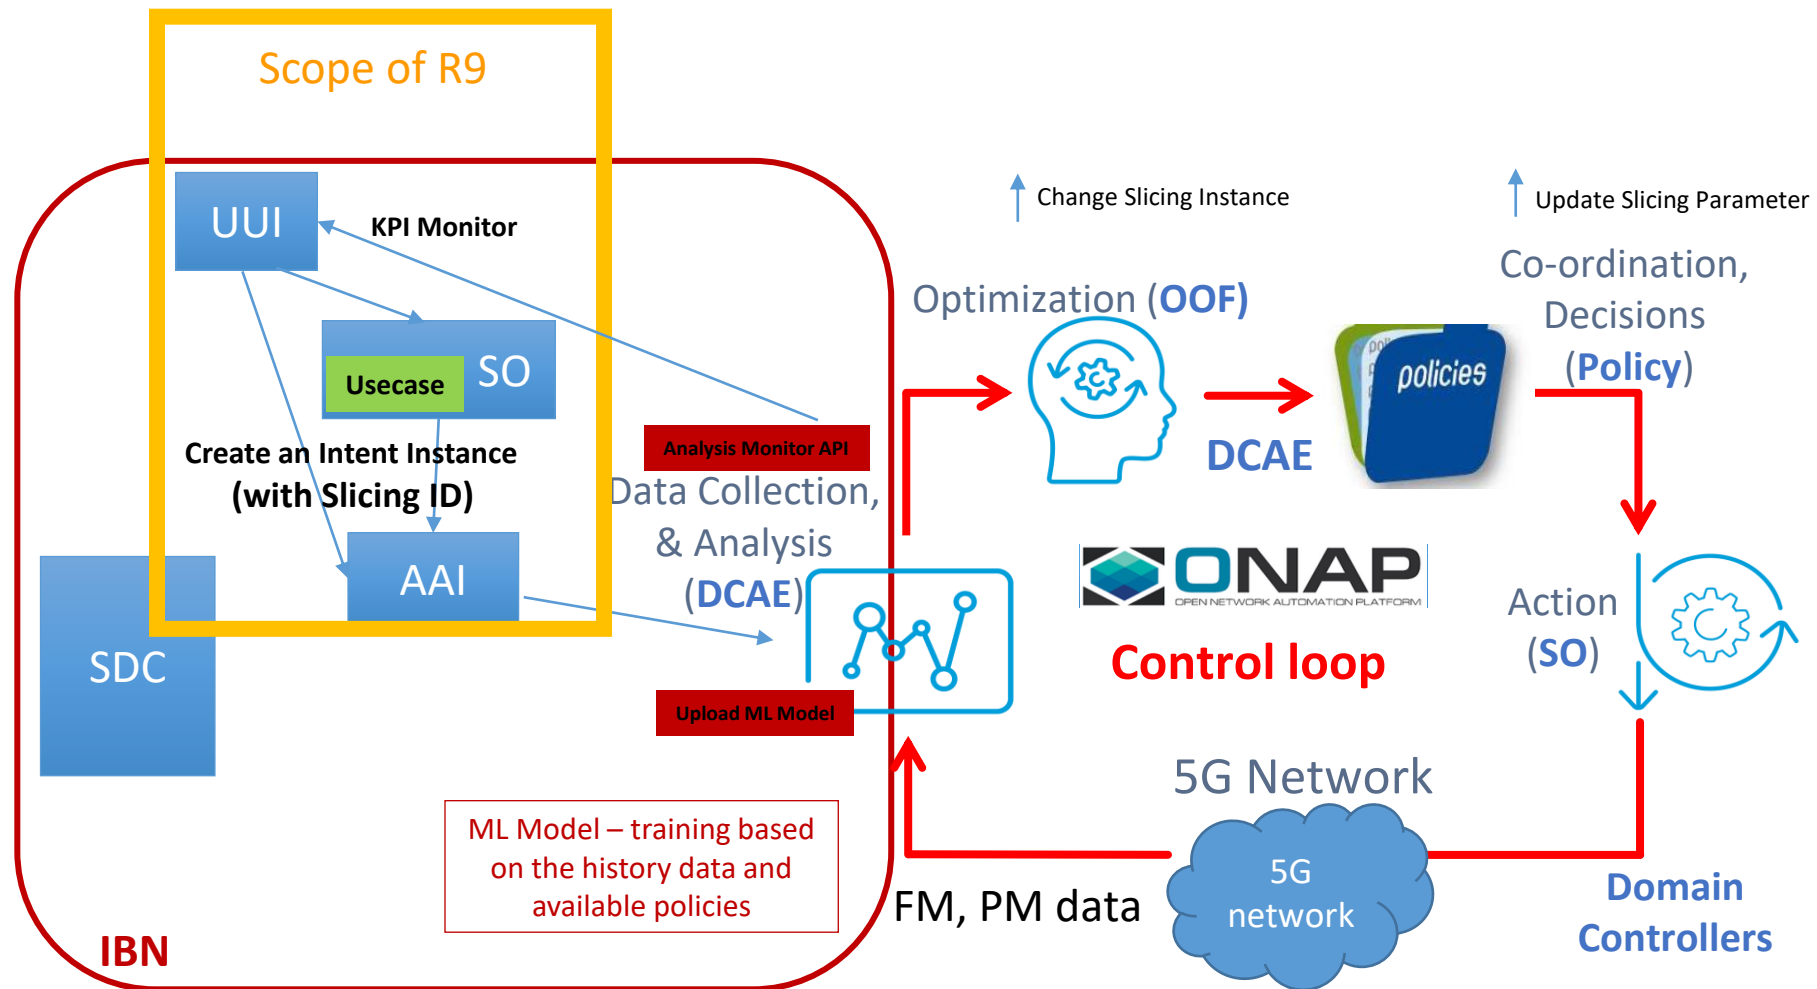 Scope of R9
UUI
KPI Monitor
SO
Usecase
Create an Intent Instance
(with Slicing ID)
AAI
SDC
Analysis Monitor API
Data Collection,
& Analysis
(DCAE)
Upload ML Model
ML Model – training based
on the history data and
available policies
IBN
Change Slicing Instance
Optimization (OOF)
DCAE
Update Slicing Parameter
Co-ordination,
Decisions
(Policy)
policies
ONAP
OPEN NETWORK AUTOMATION PLATFORM
Control loop
Action
(SO)
5G Network
5G
network
FM, PM data
Domain
Controllers